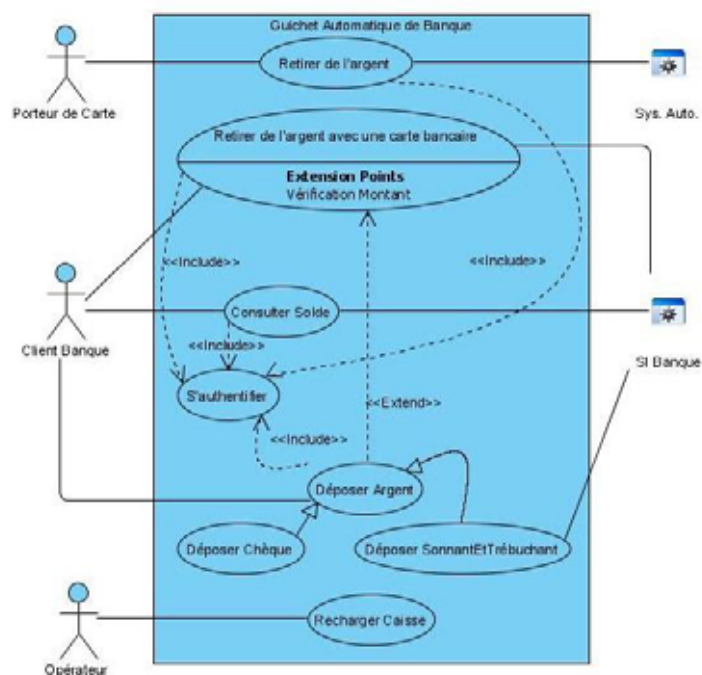 Guichet Automatique de Banque
Retirer de l'argent
Porteur de Carte
Sys. Auto.
Retirer de l'argent avec une carte bancaire
Extension Points
Vérification Montant
<<Include>>
<<Include>>
Consulter Solde
Client Banque
SI Banque
<<Include>>
S'authentifier
<<Extend>>
<<Include>>
Déposer Argent
Déposer Chèque
Déposer SonnantEtTrébuchant
Recharger Caisse
Opérateur